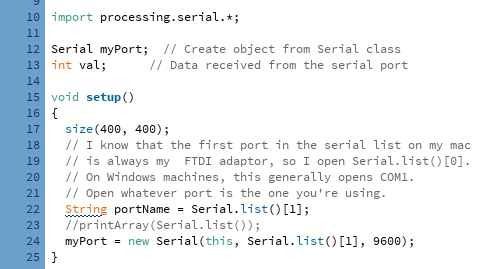 9
10 import processing.serial.*;
11
12 Serial myPort;  // Create object from Serial class
13 int val;      // Data received from the serial port
14
15 void setup()
16 {
17   size(400, 400);
18   // I know that the first port in the serial list on my mac
19   // is always my  FTDI adaptor, so I open Serial.list()[0].
20   // On Windows machines, this generally opens COM1.
21   // Open whatever port is the one you're using.
22   String portName = Serial.list()[1];
23   //printArray(Serial.list());
24   myPort = new Serial(this, Serial.list()[1], 9600);
25 }